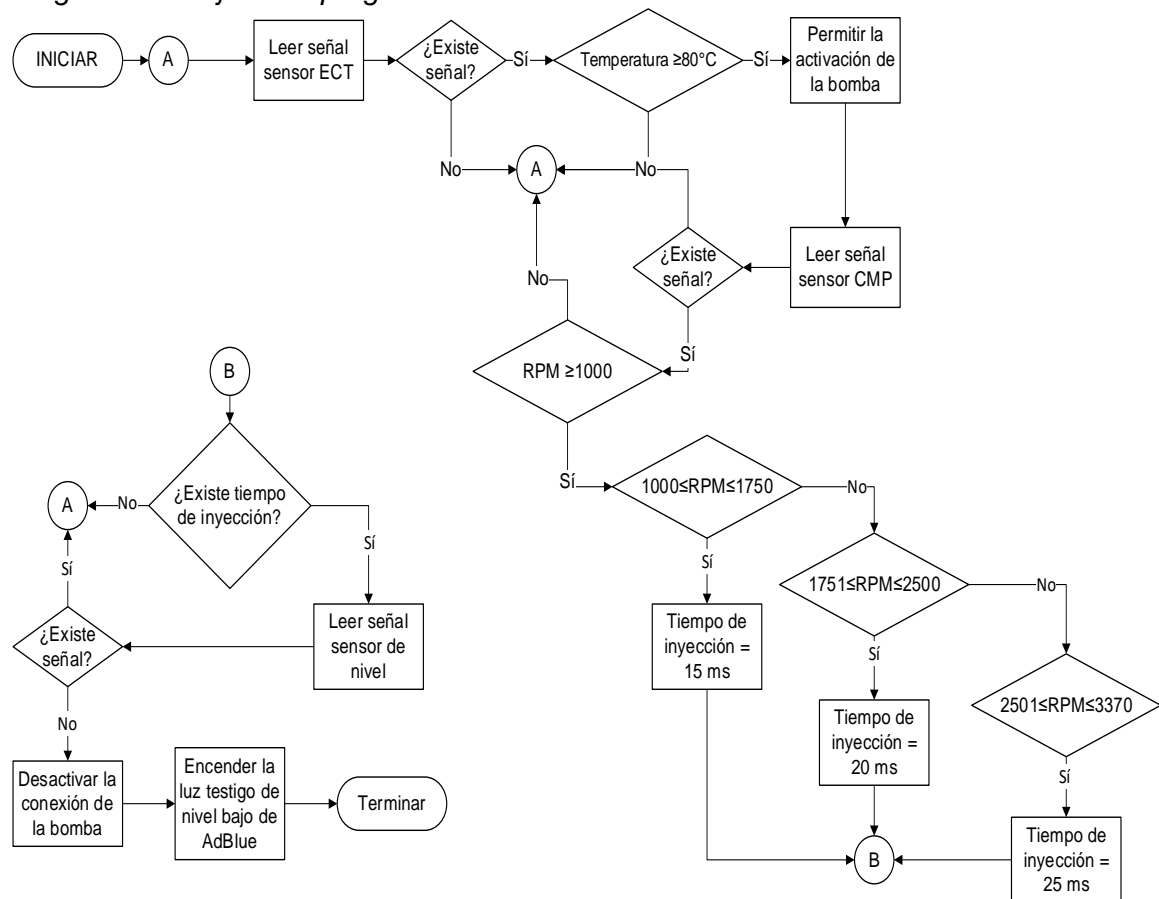 INICIAR
A
Leer señal
sensor ECT
¿Existe
señal?
Sí
Temperatura ≥80°C
Sí
Permitir la
activación de
la bomba
No
A
No
¿Existe
señal?
Leer señal
sensor CMP
No
Sí
RPM ≥1000
B
Sí
1000≤RPM≤1750
No
¿Existe tiempo
de inyección?
No
A
Sí
Sí
1751≤RPM≤2500
No
Sí
Tiempo de
inyección =
15 ms
Leer señal
sensor de
nivel
¿Existe
señal?
Sí
2501≤RPM≤3370
No
Tiempo de
inyección =
20 ms
Sí
Desactivar la
conexión de
la bomba
Encender la
luz testigo de
nivel bajo de
AdBlue
Terminar
B
Tiempo de
inyección =
25 ms